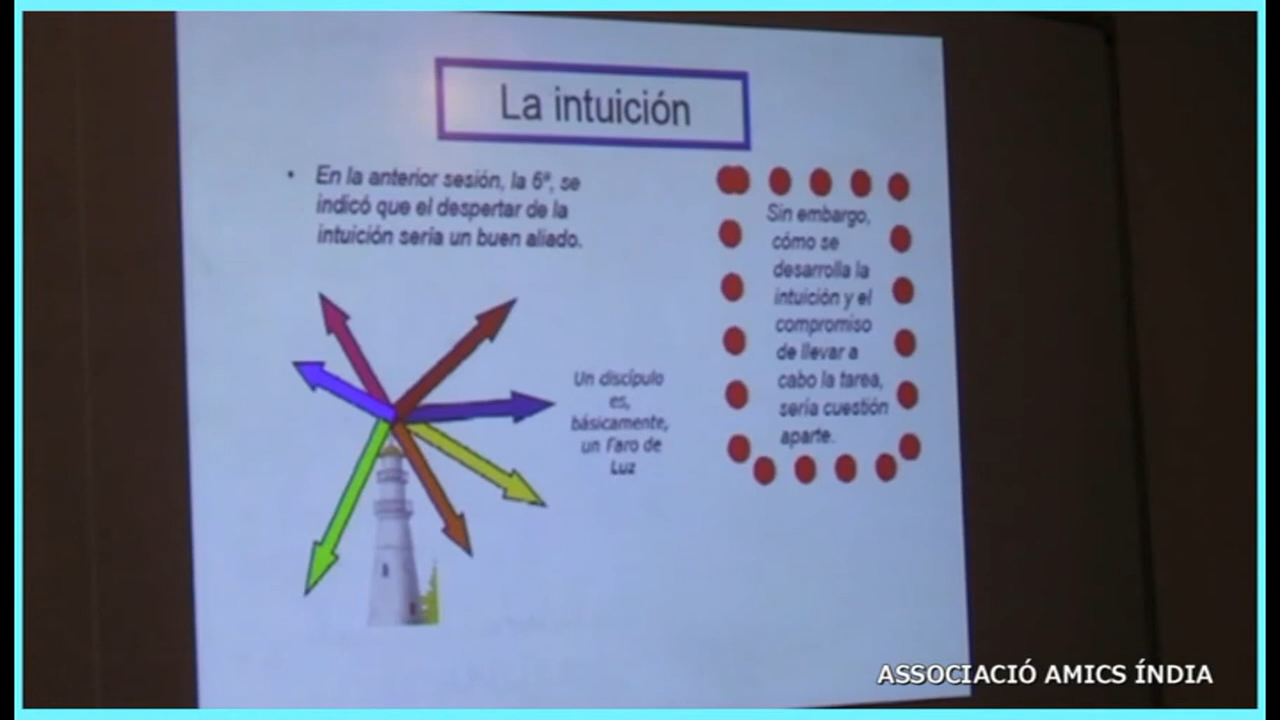 La intuición
• En la anterior sesión, la 6ª, se
indicó que el despertar de la
intuición sería un buen aliado.
Un discípulo
es,
básicamente,
un Faro de
Luz
Sin embargo,
cómo se
desarrolla la
intuición y el
compromiso
de llevar a
cabo la tarea,
sería cuestión
aparte.
ASSOCIACIÓ AMICS ÍNDIA